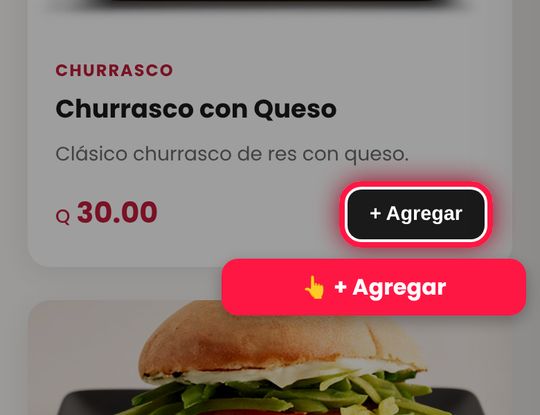 CHURRASCO
Churrasco con Queso
Clásico churrasco de res con queso.
Q 30.00
+ Agregar
👆 + Agregar